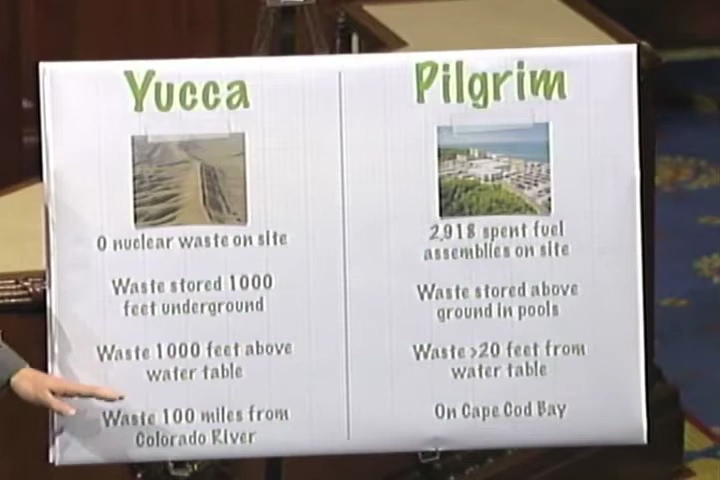 Yucca
0 nuclear waste on site
Waste stored 1000
feet underground
Waste 1000 feet above
water table
Waste 100 miles from
Colorado River
Pilgrim
2,918 spent fuel
assemblies on site
Waste stored above
ground in pools
Waste >20 feet from
water table
On Cape Cod Bay